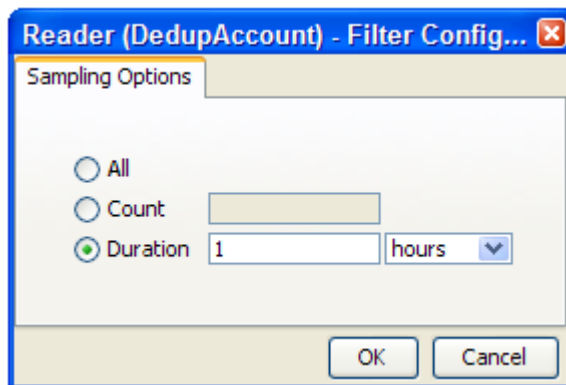 Reader (DedupAccount) - Filter Config...
Sampling Options
All
Count
Duration 1 hours
OK Cancel